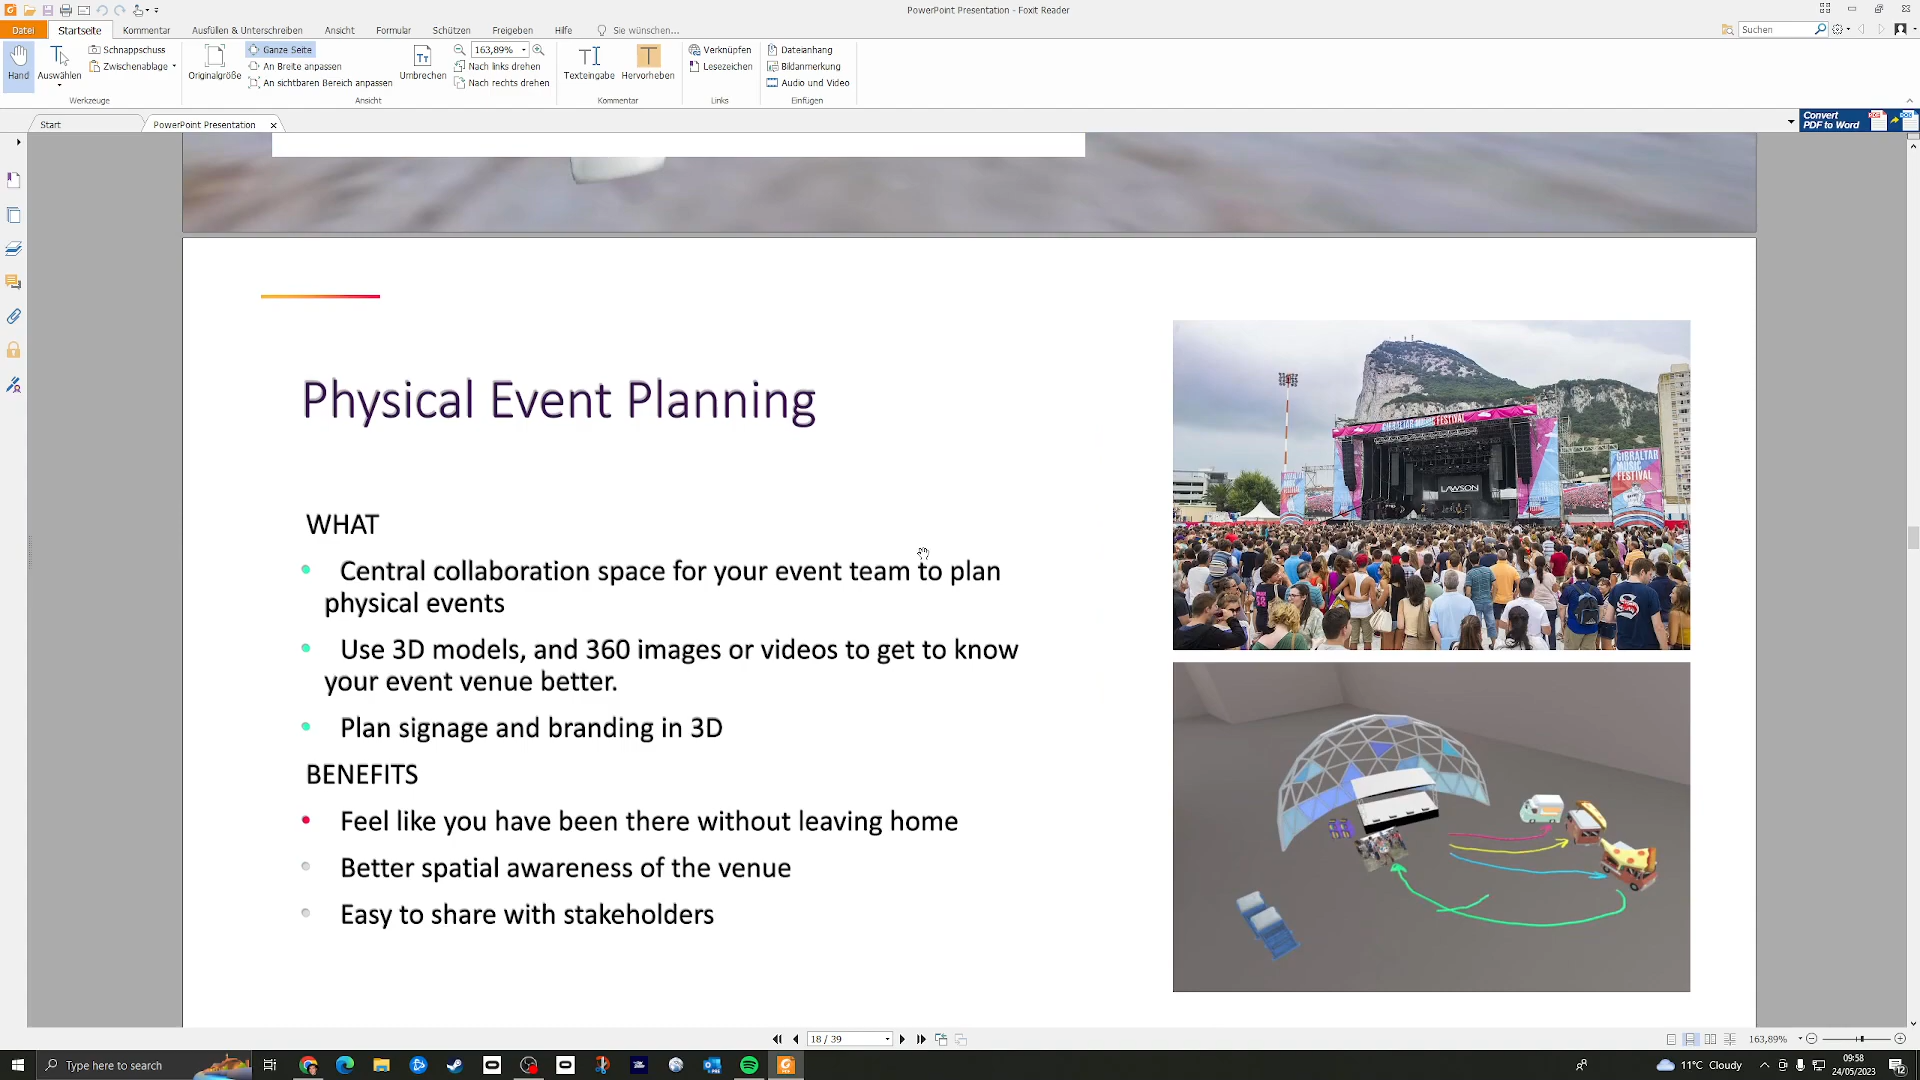 PowerPoint Presentation - Foxit Reader
Datei
Startseite
Kommentar
Ausfüllen & Unterschreiben
Ansicht
Formular
Schützen
Freigeben
Hilfe
Sie wünschen...
Suchen
Hand
Auswählen
Schnappschuss
Zwischenablage
Werkzeuge
Originalgröße
Ganze Seite
An Breite anpassen
An sichtbaren Bereich anpassen
Umbrechen
163,89%
Nach links drehen
Nach rechts drehen
Ansicht
Texteingabe
Hervorheben
Kommentar
Verknüpfen
Lesezeichen
Links
Dateianhang
Bildanmerkung
Audio und Video
Einfügen
Start
PowerPoint Presentation
Convert
PDF to Word
Physical Event Planning
WHAT
Central collaboration space for your event team to plan
physical events
Use 3D models, and 360 images or videos to get to know
your event venue better.
Plan signage and branding in 3D
BENEFITS
Feel like you have been there without leaving home
Better spatial awareness of the venue
Easy to share with stakeholders
GIBRALTAR MUSIC FESTIVAL
LAWSON
GIBRALTAR
MUSIC
FESTIVAL
18 / 39
163,89%
Type here to search
11°C Cloudy
09:58
24/05/2023